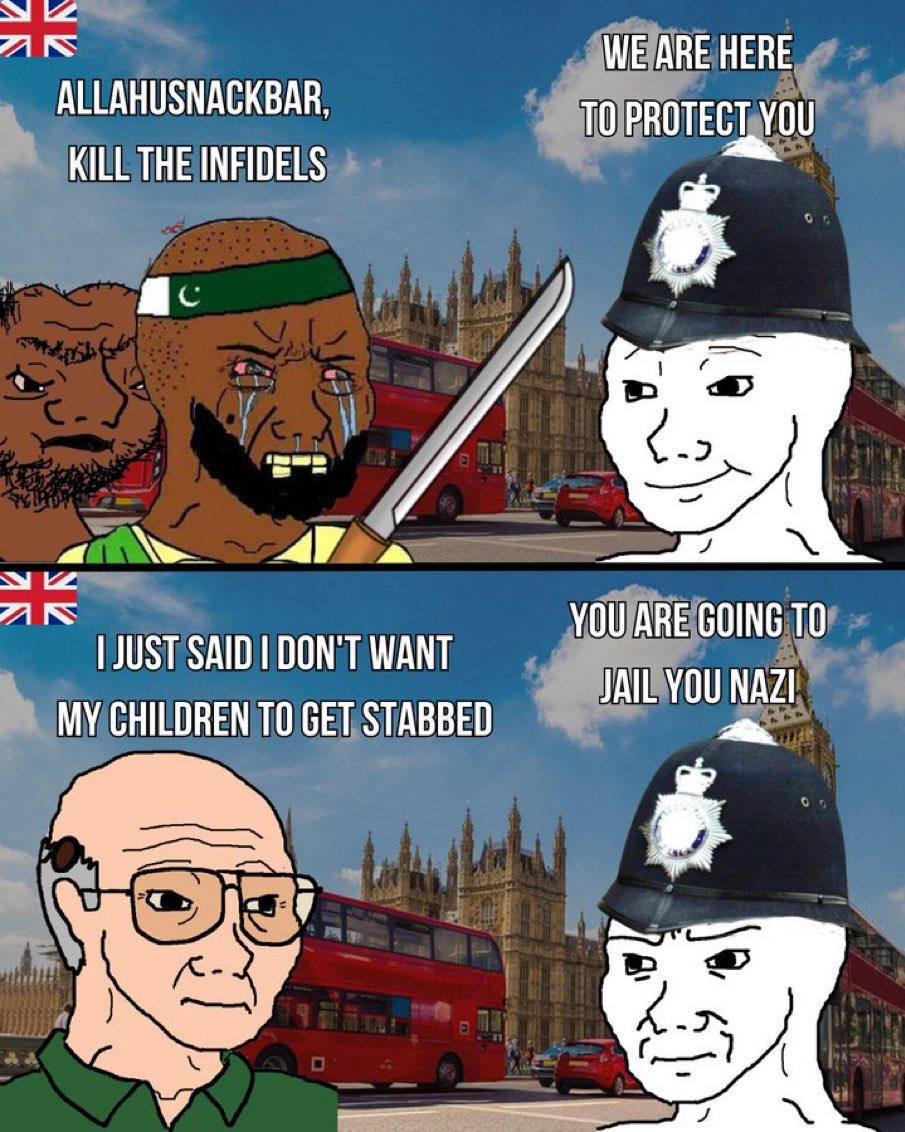 ALLAHUSNACKBAR,
KILL THE INFIDELS
WE ARE HERE
TO PROTECT YOU
I JUST SAID I DON'T WANT
MY CHILDREN TO GET STABBED
YOU ARE GOING TO
JAIL YOU NAZI